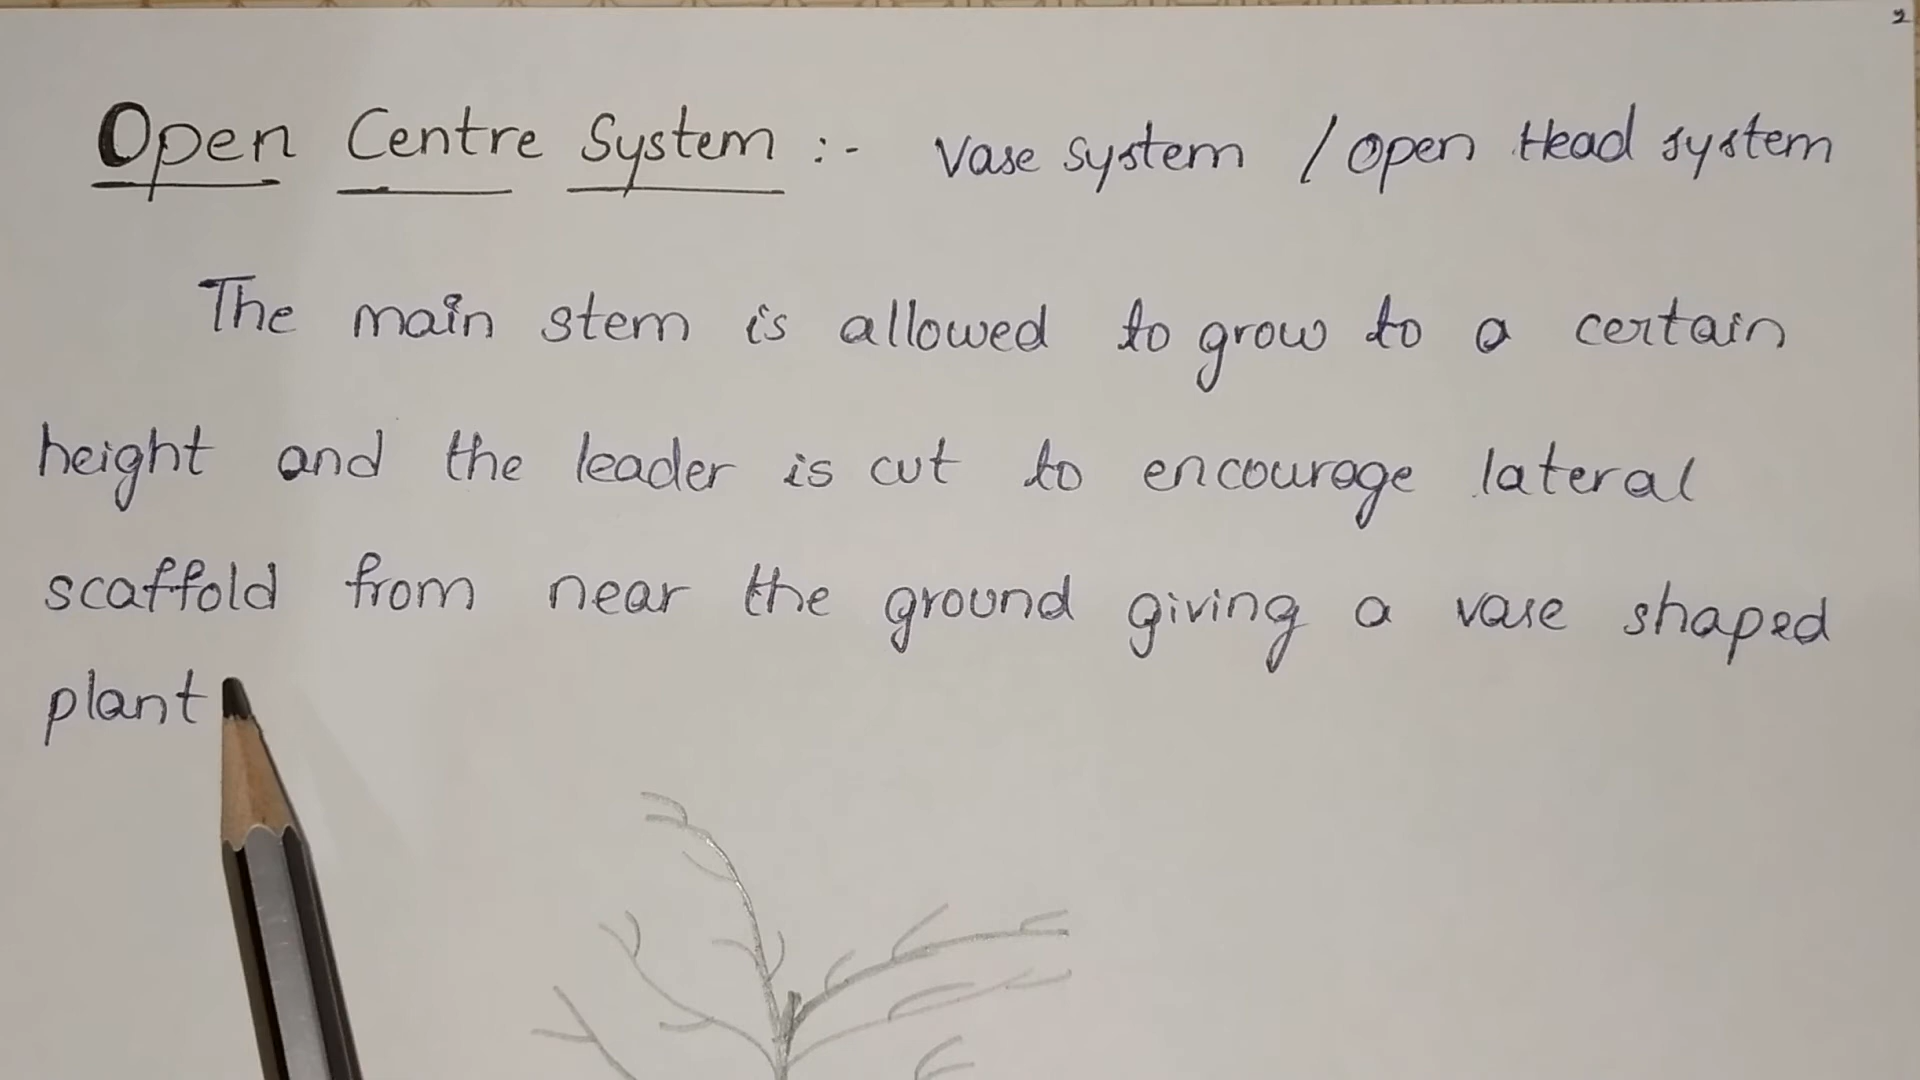 Open Centre System :- Vase system / open Head system
The main stem is allowed to grow to a certain
height and the leader is cut to encourage lateral
scaffold from near the ground giving a vase shaped
plant